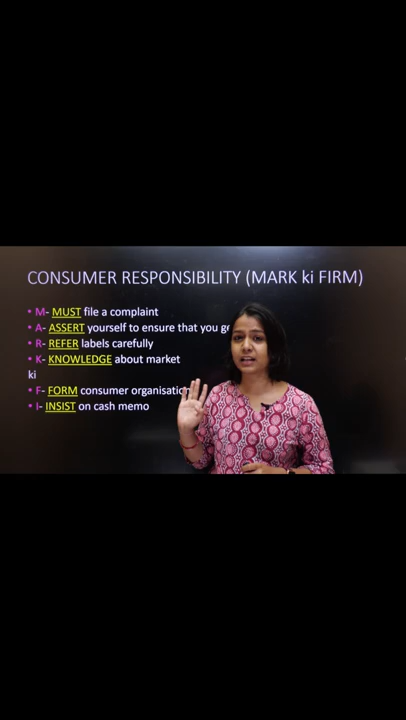 CONSUMER RESPONSIBILITY (MARK ki FIRM)
• M- MUST file a complaint
• A- ASSERT yourself to ensure that you
• R- REFER labels carefully
• K- KNOWLEDGE about market
ki
• F- FORM consumer
• I- INSIST on cash memo